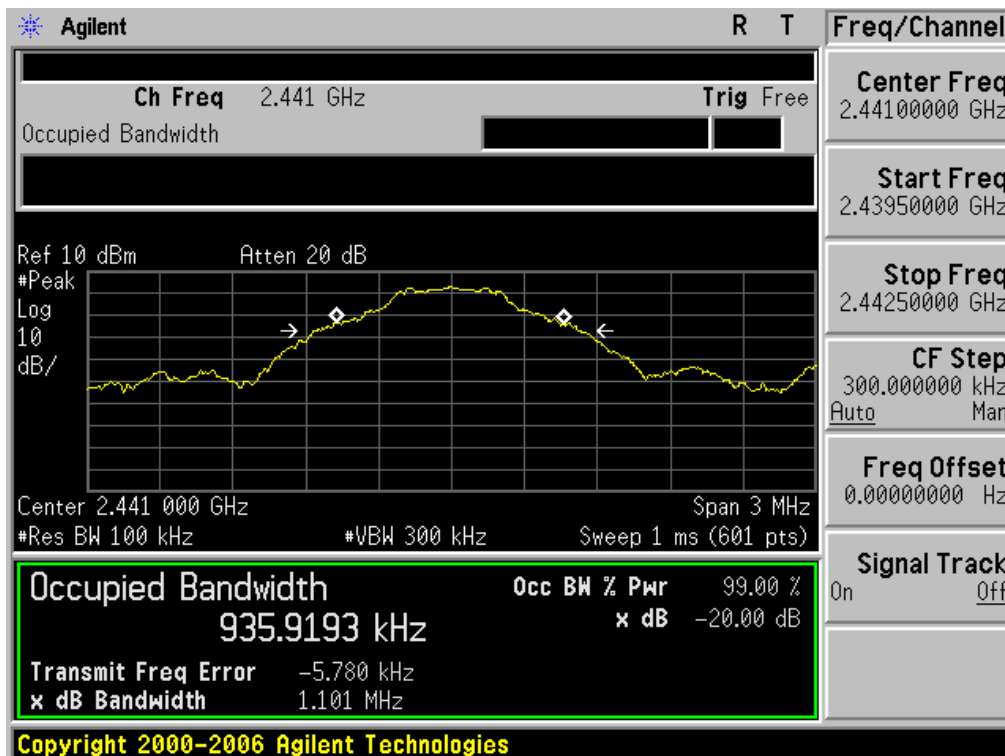 Agilent R T Freq/Channel
Ch Freq 2.441 GHz Trig Free
Occupied Bandwidth
Ref 10 dBm Atten 20 dB
#Peak
Log
10
dB/
Center 2.441 000 GHz Span 3 MHz
#Res BW 100 kHz #VBW 300 kHz Sweep 1 ms (601 pts)
Occupied Bandwidth Occ BW % Pwr 99.00 %
935.9193 kHz x dB -20.00 dB
Transmit Freq Error -5.780 kHz
x dB Bandwidth 1.101 MHz
Center Freq
2.44100000 GHz
Start Freq
2.43950000 GHz
Stop Freq
2.44250000 GHz
CF Step
300.000000 kHz
Auto Man
Freq Offset
0.00000000 Hz
Signal Track
On Off
Copyright 2000-2006 Agilent Technologies